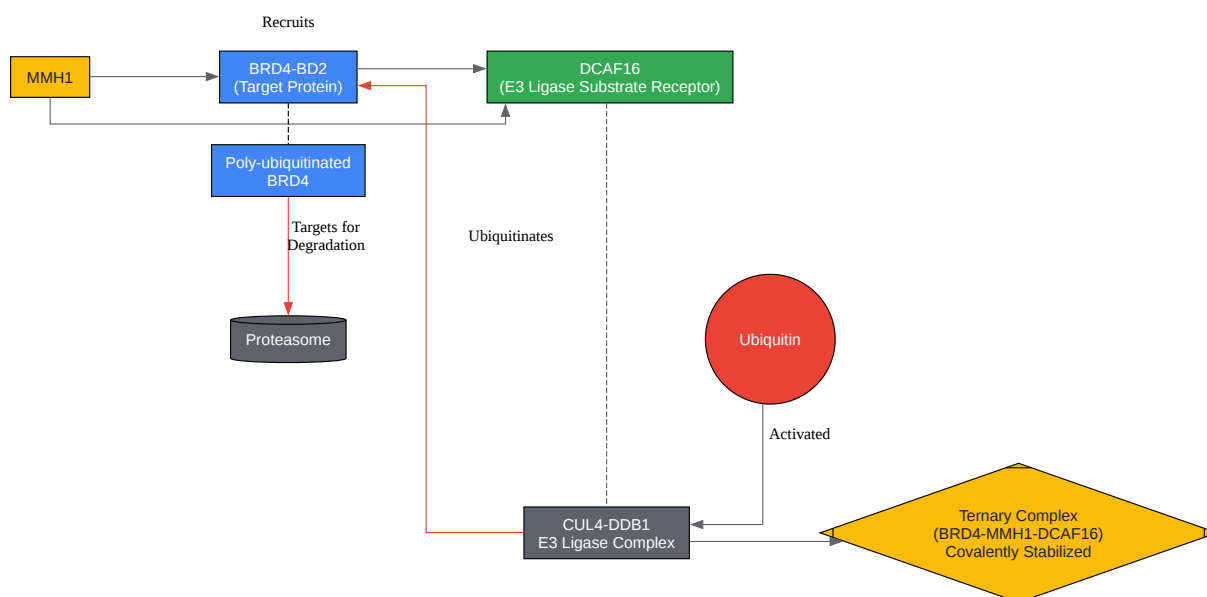 Recruits
MMH1
BRD4-BD2
(Target Protein)
DCAF16
(E3 Ligase Substrate Receptor)
Poly-ubiquitinated
BRD4
Targets for
Degradation
Ubiquitinates
Proteasome
Ubiquitin
Activated
CUL4-DDB1
E3 Ligase Complex
Ternary Complex
(BRD4-MMH1-DCAF16)
Covalently Stabilized